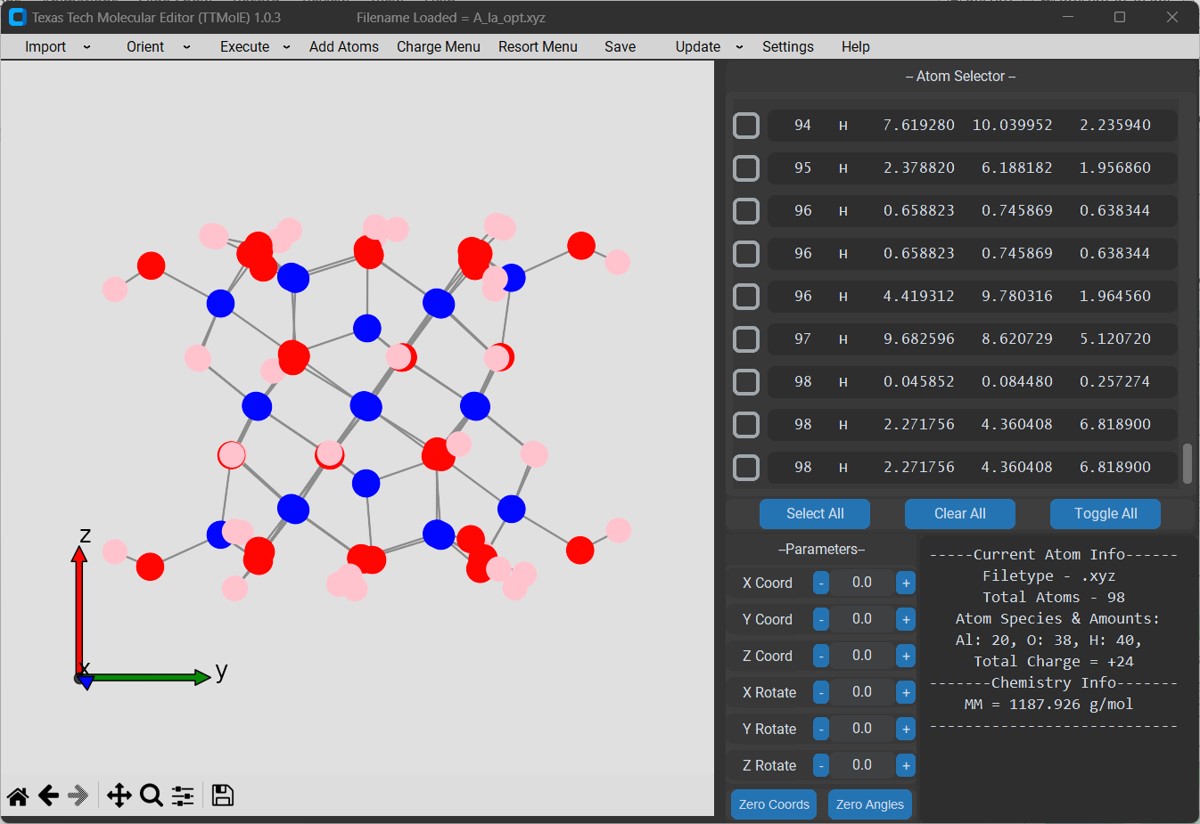 Texas Tech Molecular Editor (TTMolE) 1.0.3 Filename Loaded = A_la_opt.xyz
Import Orient Execute Add Atoms Charge Menu Resort Menu Save Update Settings Help
-- Atom Selector --
94 H 7.619280 10.039952 2.235940
95 H 2.378820 6.188182 1.956860
96 H 0.658823 0.745869 0.638344
96 H 0.658823 0.745869 0.638344
96 H 4.419312 9.780316 1.964560
97 H 9.682596 8.620729 5.120720
98 H 0.045852 0.084480 0.257274
98 H 2.271756 4.360408 6.818900
98 H 2.271756 4.360408 6.818900
Select All Clear All Toggle All
--Parameters--
X Coord - 0.0 +
Y Coord - 0.0 +
Z Coord - 0.0 +
X Rotate - 0.0 +
Y Rotate - 0.0 +
Z Rotate - 0.0 +
Zero Coords Zero Angles
-----Current Atom Info------
Filetype - .xyz
Total Atoms - 98
Atom Species & Amounts:
Al: 20, O: 38, H: 40,
Total Charge = +24
-------Chemistry Info-------
MM = 1187.926 g/mol
----------------------------
z
x
y